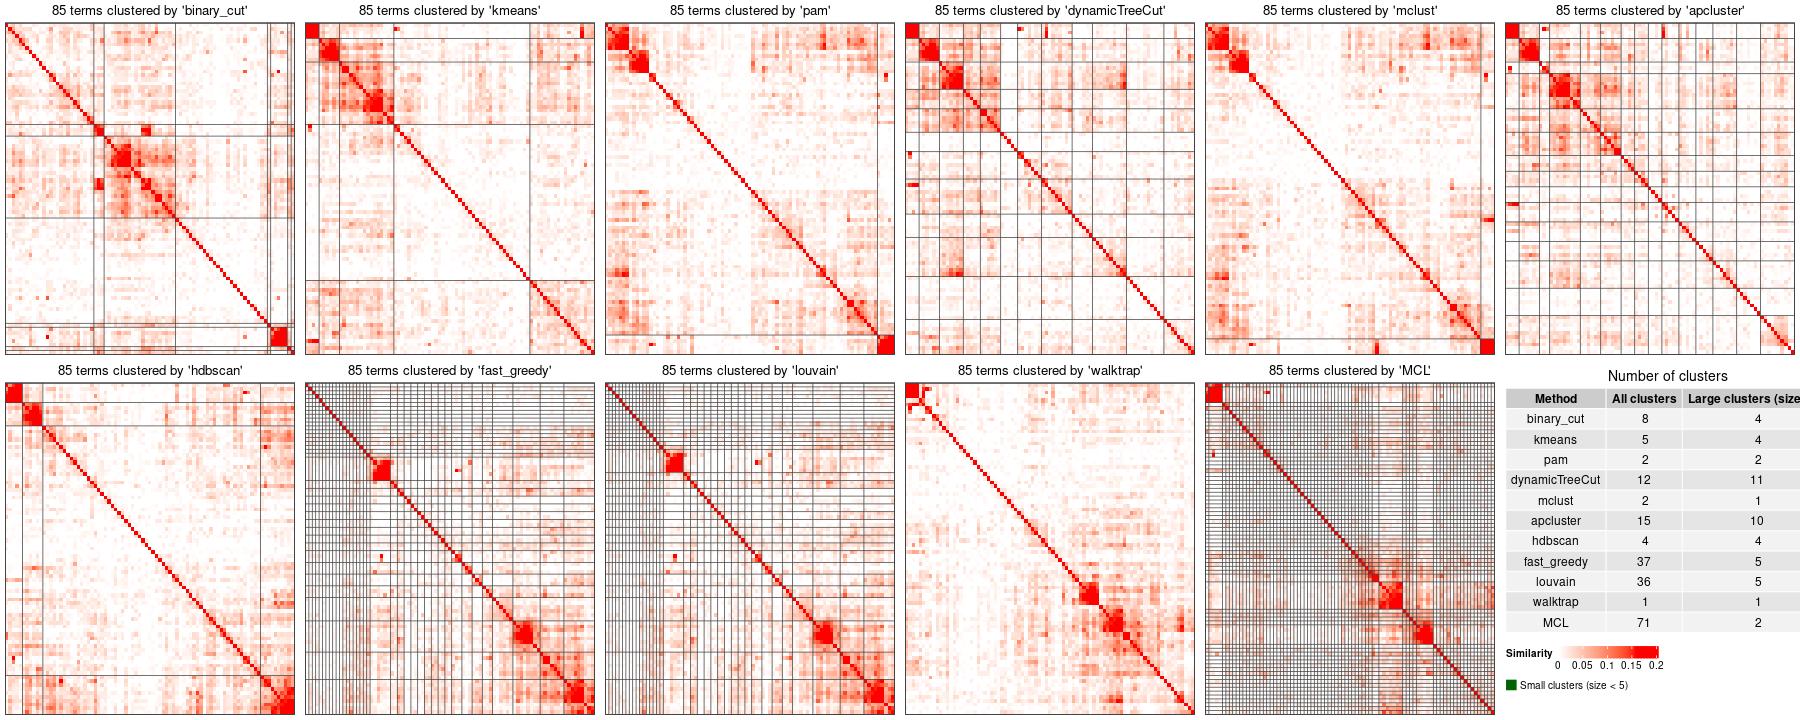 85 terms clustered by 'binary_cut'
85 terms clustered by 'kmeans'
85 terms clustered by 'pam'
85 terms clustered by 'dynamicTreeCut'
85 terms clustered by 'mclust'
85 terms clustered by 'apcluster'
85 terms clustered by 'hdbscan'
85 terms clustered by 'fast_greedy'
85 terms clustered by 'louvain'
85 terms clustered by 'walktrap'
85 terms clustered by 'MCL'
Number of clusters
Method All clusters Large clusters (size
binary_cut 8 4
kmeans 5 4
pam 2 2
dynamicTreeCut 12 11
mclust 2 1
apcluster 15 10
hdbscan 4 4
fast_greedy 37 5
louvain 36 5
walktrap 1 1
MCL 71 2
Similarity
0 0.05 0.1 0.15 0.2
Small clusters (size < 5)